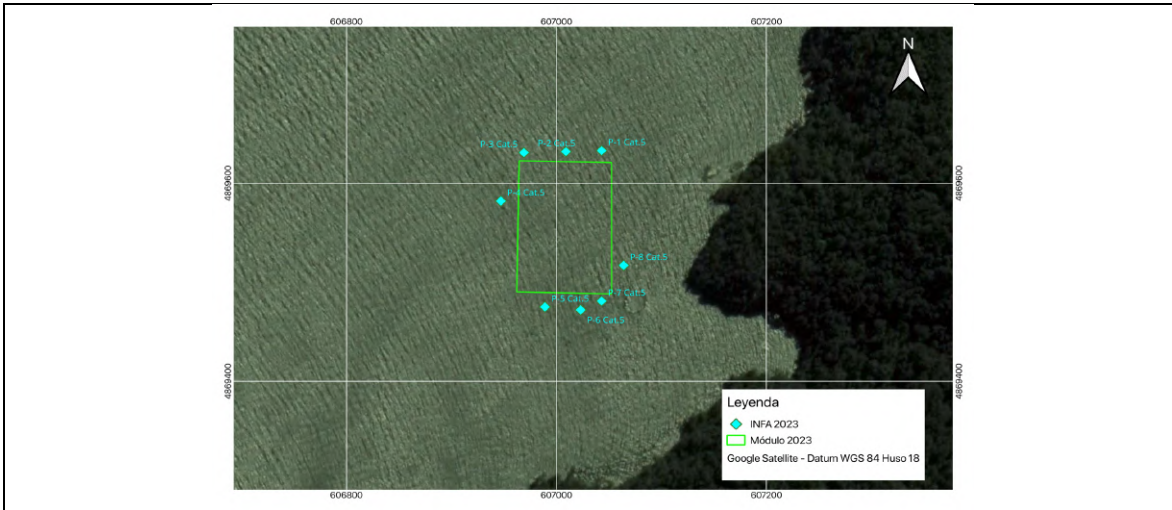 606800 607000 607200
N
P-3 Cat.5 P-2 Cat.5 P-1 Cat.5
4869600 4869600
P-4 Cat.5
P-8 Cat.5
P-5 Cat.5 P-7 Cat.5
P-6 Cat.5
4869400 4869400
Leyenda
INFA 2023
Módulo 2023
Google Satellite - Datum WGS 84 Huso 18
606800 607000 607200